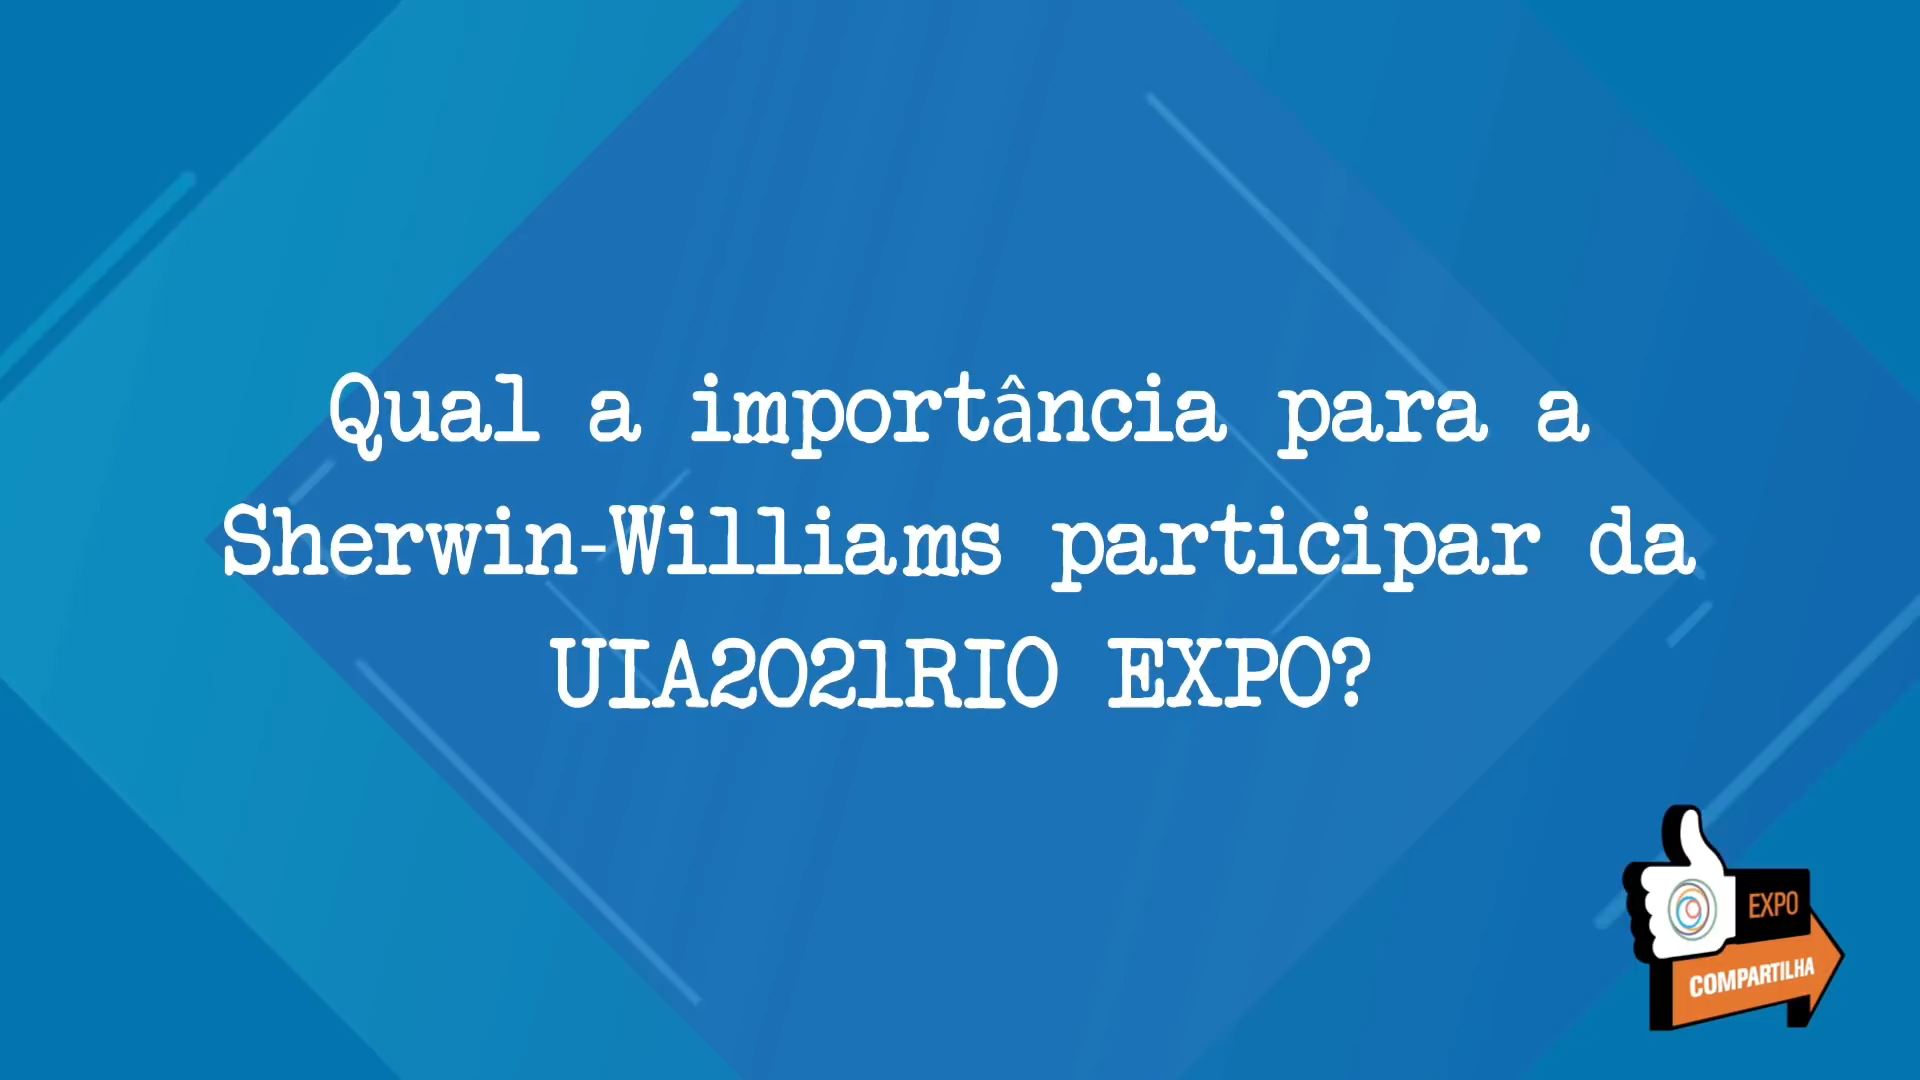 Qual a importância para a
Sherwin-Williams participar da
UIA2021RIO EXPO?
EXPO
COMPARTILHA